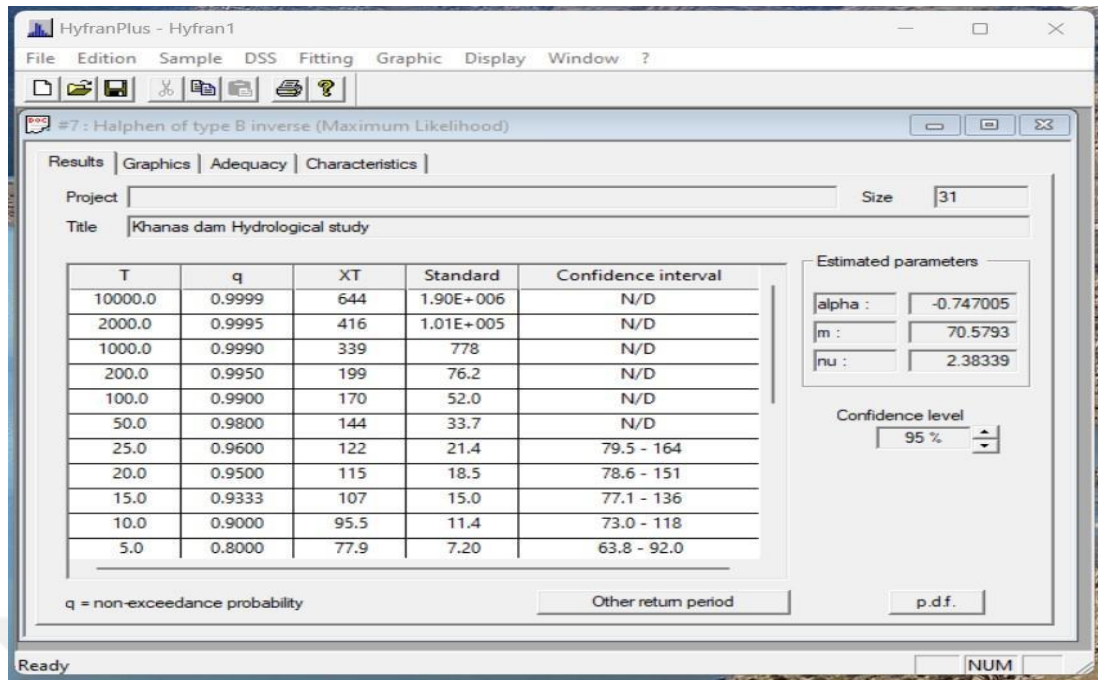 HyfranPlus - Hyfran1
File Edition Sample DSS Fitting Graphic Display Window ?
#7 : Halphen of type B inverse (Maximum Likelihood)
Results Graphics Adequacy Characteristics
Project Size 31
Title Khanas dam Hydrological study
T q XT Standard Confidence interval
10000.0 0.9999 644 1.90E+006 N/D
2000.0 0.9995 416 1.01E+005 N/D
1000.0 0.9990 339 778 N/D
200.0 0.9950 199 76.2 N/D
100.0 0.9900 170 52.0 N/D
50.0 0.9800 144 33.7 N/D
25.0 0.9600 122 21.4 79.5 - 164
20.0 0.9500 115 18.5 78.6 - 151
15.0 0.9333 107 15.0 77.1 - 136
10.0 0.9000 95.5 11.4 73.0 - 118
5.0 0.8000 77.9 7.20 63.8 - 92.0
Estimated parameters
alpha : -0.747005
m : 70.5793
nu : 2.38339
Confidence level
95 %
q = non-exceedance probability
Other return period
p.d.f.
Ready NUM